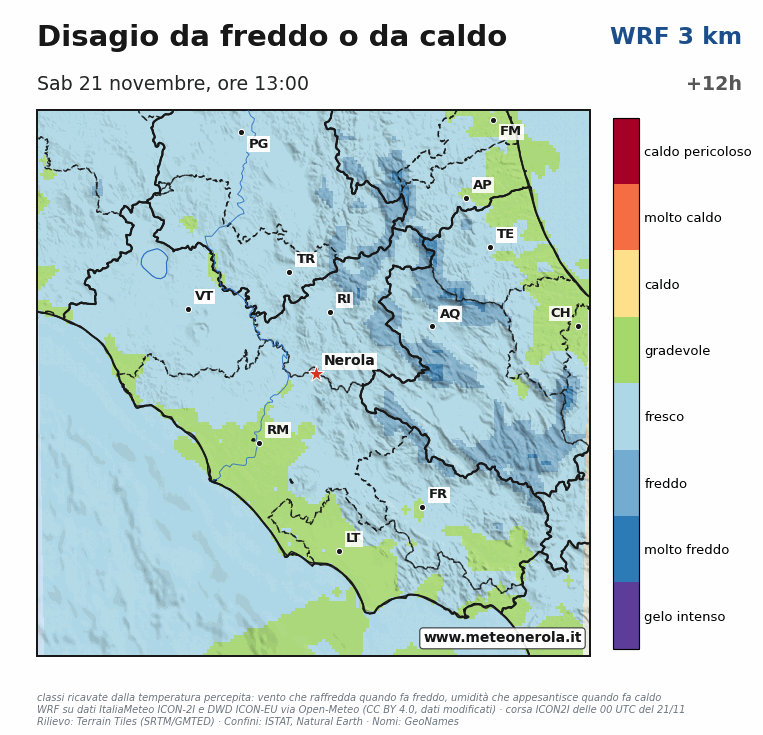 Disagio da freddo o da caldo
WRF 3 km
Sab 21 novembre, ore 13:00
+12h
FM
PG
AP
TE
TR
RI
VT
AQ
CH
Nerola
RM
FR
LT
www.meteonerola.it
caldo pericoloso
molto caldo
caldo
gradevole
fresco
freddo
molto freddo
gelo intenso
classi ricavate dalla temperatura percepita: vento che raffredda quando fa freddo, umidità che appesantisce quando fa caldo
WRF su dati ItaliaMeteo ICON-2I e DWD ICON-EU via Open-Meteo (CC BY 4.0, dati modificati) · corsa ICON2I delle 00 UTC del 21/11
Rilievo: Terrain Tiles (SRTM/GMTED) · Confini: ISTAT, Natural Earth · Nomi: GeoNames